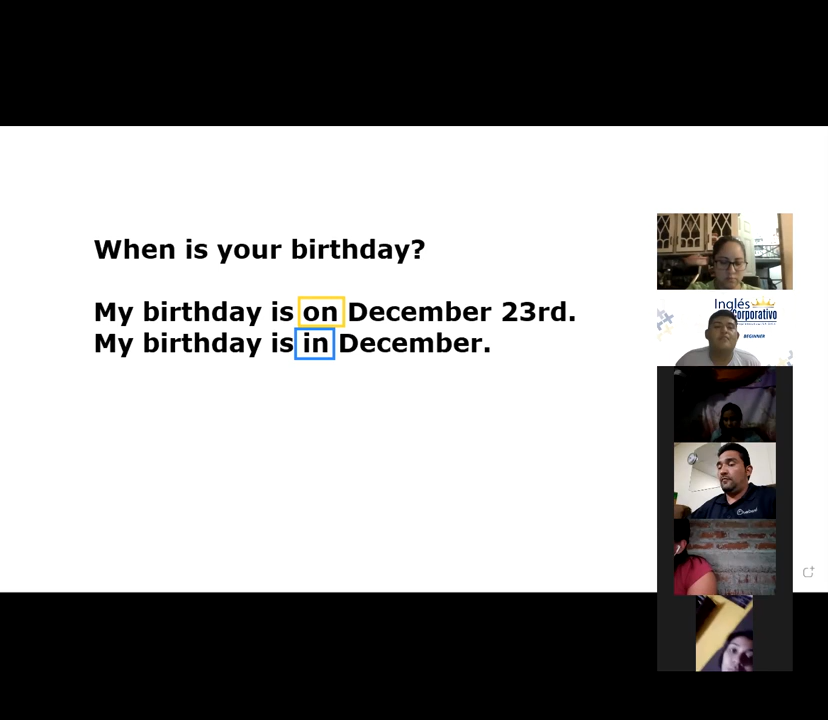 When is your birthday?
My birthday is on December 23rd.
My birthday is in December.
Inglés
Corporativo
BEGINNER